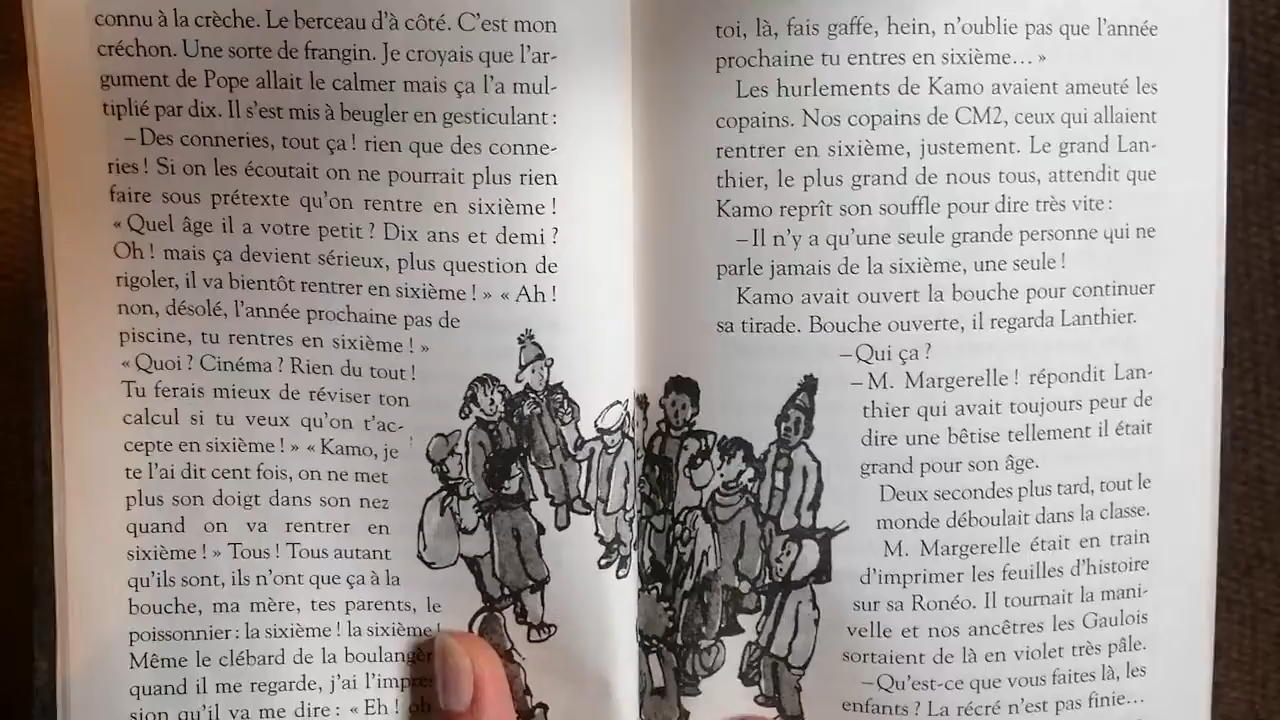 connu à la crèche. Le berceau d'à côté. C'est mon
créchon. Une sorte de frangin. Je croyais que l'ar-
gument de Pope allait le calmer mais ça l'a mul-
tiplié par dix. Il s'est mis à beugler en gesticulant :
– Des conneries, tout ça ! rien que des conne-
ries ! Si on les écoutait on ne pourrait plus rien
faire sous prétexte qu'on rentre en sixième !
« Quel âge il a votre petit ? Dix ans et demi ?
Oh ! mais ça devient sérieux, plus question de
rigoler, il va bientôt rentrer en sixième ! » « Ah !
non, désolé, l'année prochaine pas de
piscine, tu rentres en sixième ! »
« Quoi ? Cinéma ? Rien du tout !
Tu ferais mieux de réviser ton
calcul si tu veux qu'on t'ac-
cepte en sixième ! » « Kamo, je
te l'ai dit cent fois, on ne met
plus son doigt dans son nez
quand on va rentrer en
sixième ! » Tous ! Tous autant
qu'ils sont, ils n'ont que ça à la
bouche, ma mère, tes parents, le
poissonnier : la sixième ! la sixième !
Même le clébard de la boulangère
quand il me regarde, j'ai l'impres-
sion qu'il va me dire : « Eh ! oh
toi, là, fais gaffe, hein, n'oublie pas que l'année
prochaine tu entres en sixième... »
Les hurlements de Kamo avaient ameuté les
copains. Nos copains de CM2, ceux qui allaient
rentrer en sixième, justement. Le grand Lan-
thier, le plus grand de nous tous, attendit que
Kamo reprît son souffle pour dire très vite :
– Il n'y a qu'une seule grande personne qui ne
parle jamais de la sixième, une seule !
Kamo avait ouvert la bouche pour continuer
sa tirade. Bouche ouverte, il regarda Lanthier.
– Qui ça ?
– M. Margerelle ! répondit Lan-
thier qui avait toujours peur de
dire une bêtise tellement il était
grand pour son âge.
Deux secondes plus tard, tout le
monde déboulait dans la classe.
M. Margerelle était en train
d'imprimer les feuilles d'histoire
sur sa Ronéo. Il tournait la mani-
velle et nos ancêtres les Gaulois
sortaient de là en violet très pâle.
– Qu'est-ce que vous faites là, les
enfants ? La récré n'est pas finie...